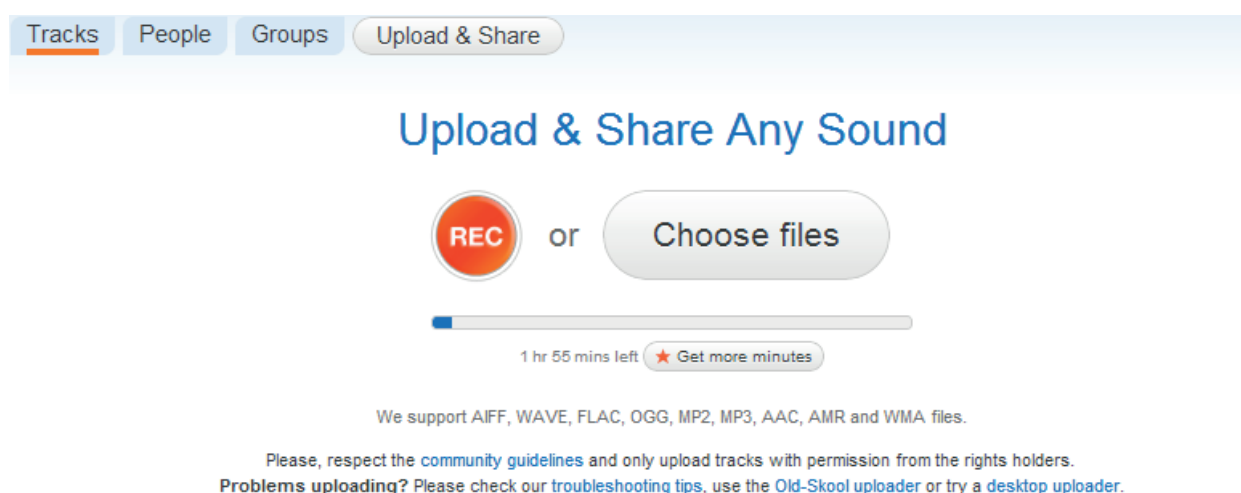 Tracks People Groups Upload & Share
Upload & Share Any Sound
REC or Choose files
1 hr 55 mins left Get more minutes
We support AIFF, WAVE, FLAC, OGG, MP2, MP3, AAC, AMR and WMA files.
Please, respect the community guidelines and only upload tracks with permission from the rights holders.
Problems uploading? Please check our troubleshooting tips, use the Old-Skool uploader or try a desktop uploader.